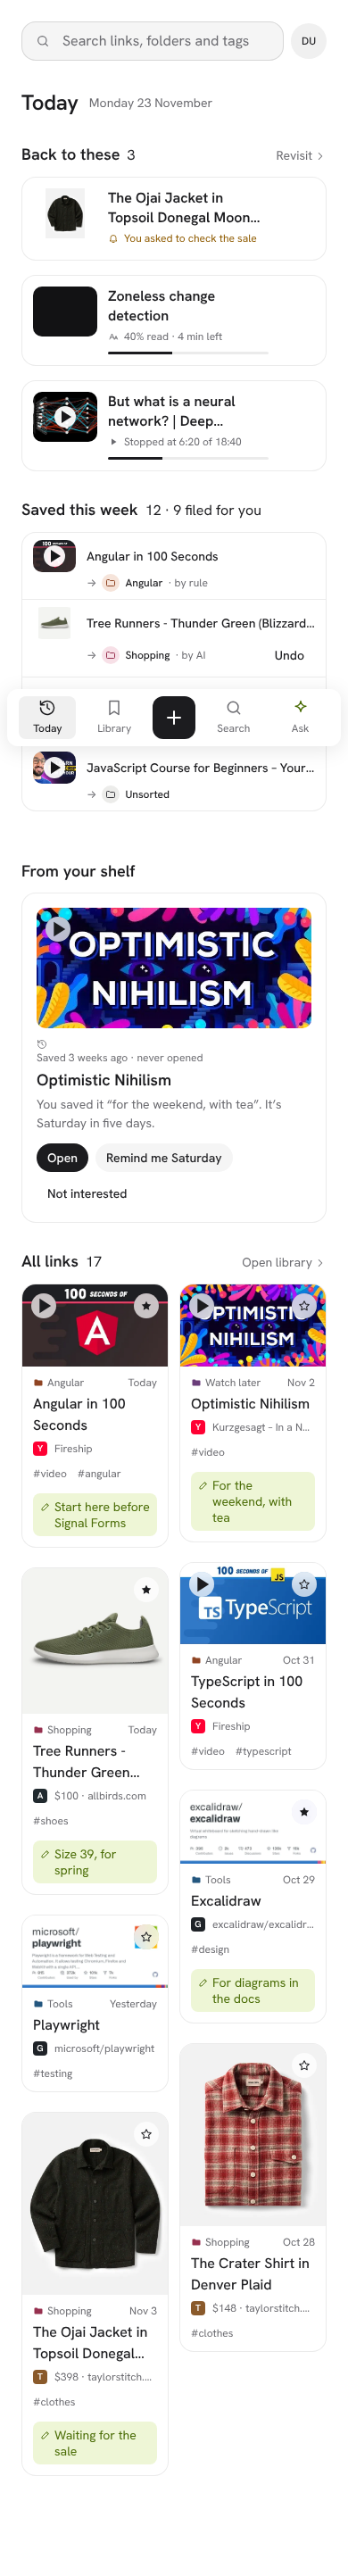 Search links, folders and tags
DU
Today Monday 23 November
Back to these 3 Revisit
The Ojai Jacket in
Topsoil Donegal Moon...
You asked to check the sale
Zoneless change
detection
40% read · 4 min left
But what is a neural
network? | Deep...
Stopped at 6:20 of 18:40
Saved this week 12 · 9 filed for you
Angular in 100 Seconds
→ Angular · by rule
Tree Runners - Thunder Green (Blizzard...
→ Shopping · by AI Undo
Today Library Search Ask
JavaScript Course for Beginners – Your...
→ Unsorted
From your shelf
OPTIMISTIC
NIHILISM
Saved 3 weeks ago · never opened
Optimistic Nihilism
You saved it “for the weekend, with tea”. It’s
Saturday in five days.
Open Remind me Saturday
Not interested
All links 17 Open library
100 SECONDS OF
A
Angular Today
Angular in 100
Seconds
Y Fireship
#video #angular
Start here before
Signal Forms
Shopping Today
Tree Runners -
Thunder Green...
A $100 · allbirds.com
#shoes
Size 39, for
spring
microsoft/
playwright
Tools Yesterday
Playwright
G microsoft/playwright
#testing
Shopping Nov 3
The Ojai Jacket in
Topsoil Donegal...
T $398 · taylorstitch....
#clothes
Waiting for the
sale
OPTIMISTIC
NIHILISM
Watch later Nov 2
Optimistic Nihilism
Y Kurzgesagt – In a N...
#video
For the
weekend, with
tea
100 SECONDS OF
JS
TS TypeScript
Angular Oct 31
TypeScript in 100
Seconds
Y Fireship
#video #typescript
excalidraw/
excalidraw
Tools Oct 29
Excalidraw
G excalidraw/excalidr...
#design
For diagrams in
the docs
Shopping Oct 28
The Crater Shirt in
Denver Plaid
T $148 · taylorstitch....
#clothes